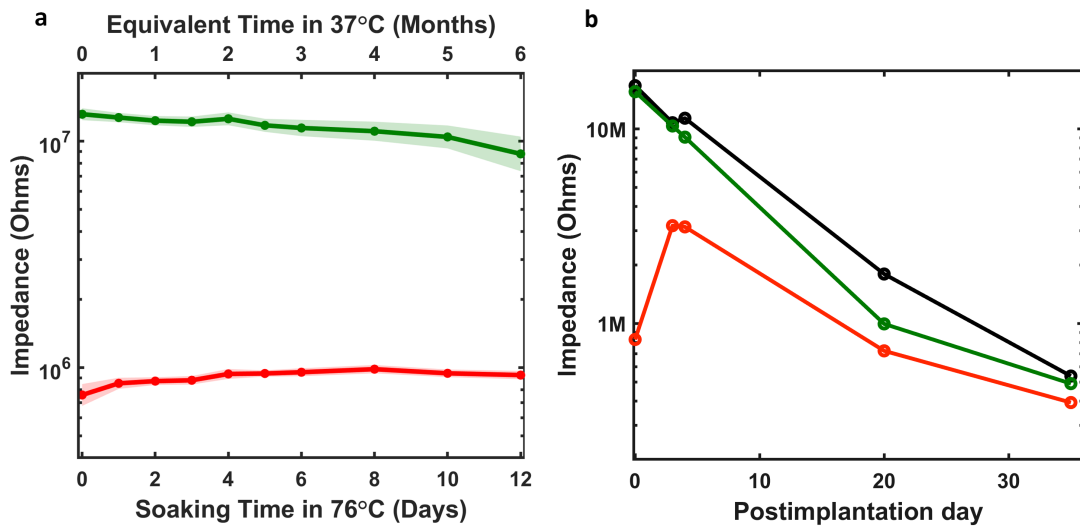 a
Equivalent Time in 37°C (Months)
0 1 2 3 4 5 6
Impedance (Ohms)
10^7
10^6
0 2 4 6 8 10 12
Soaking Time in 76°C (Days)
b
Impedance (Ohms)
10M
1M
0 10 20 30
Postimplantation day